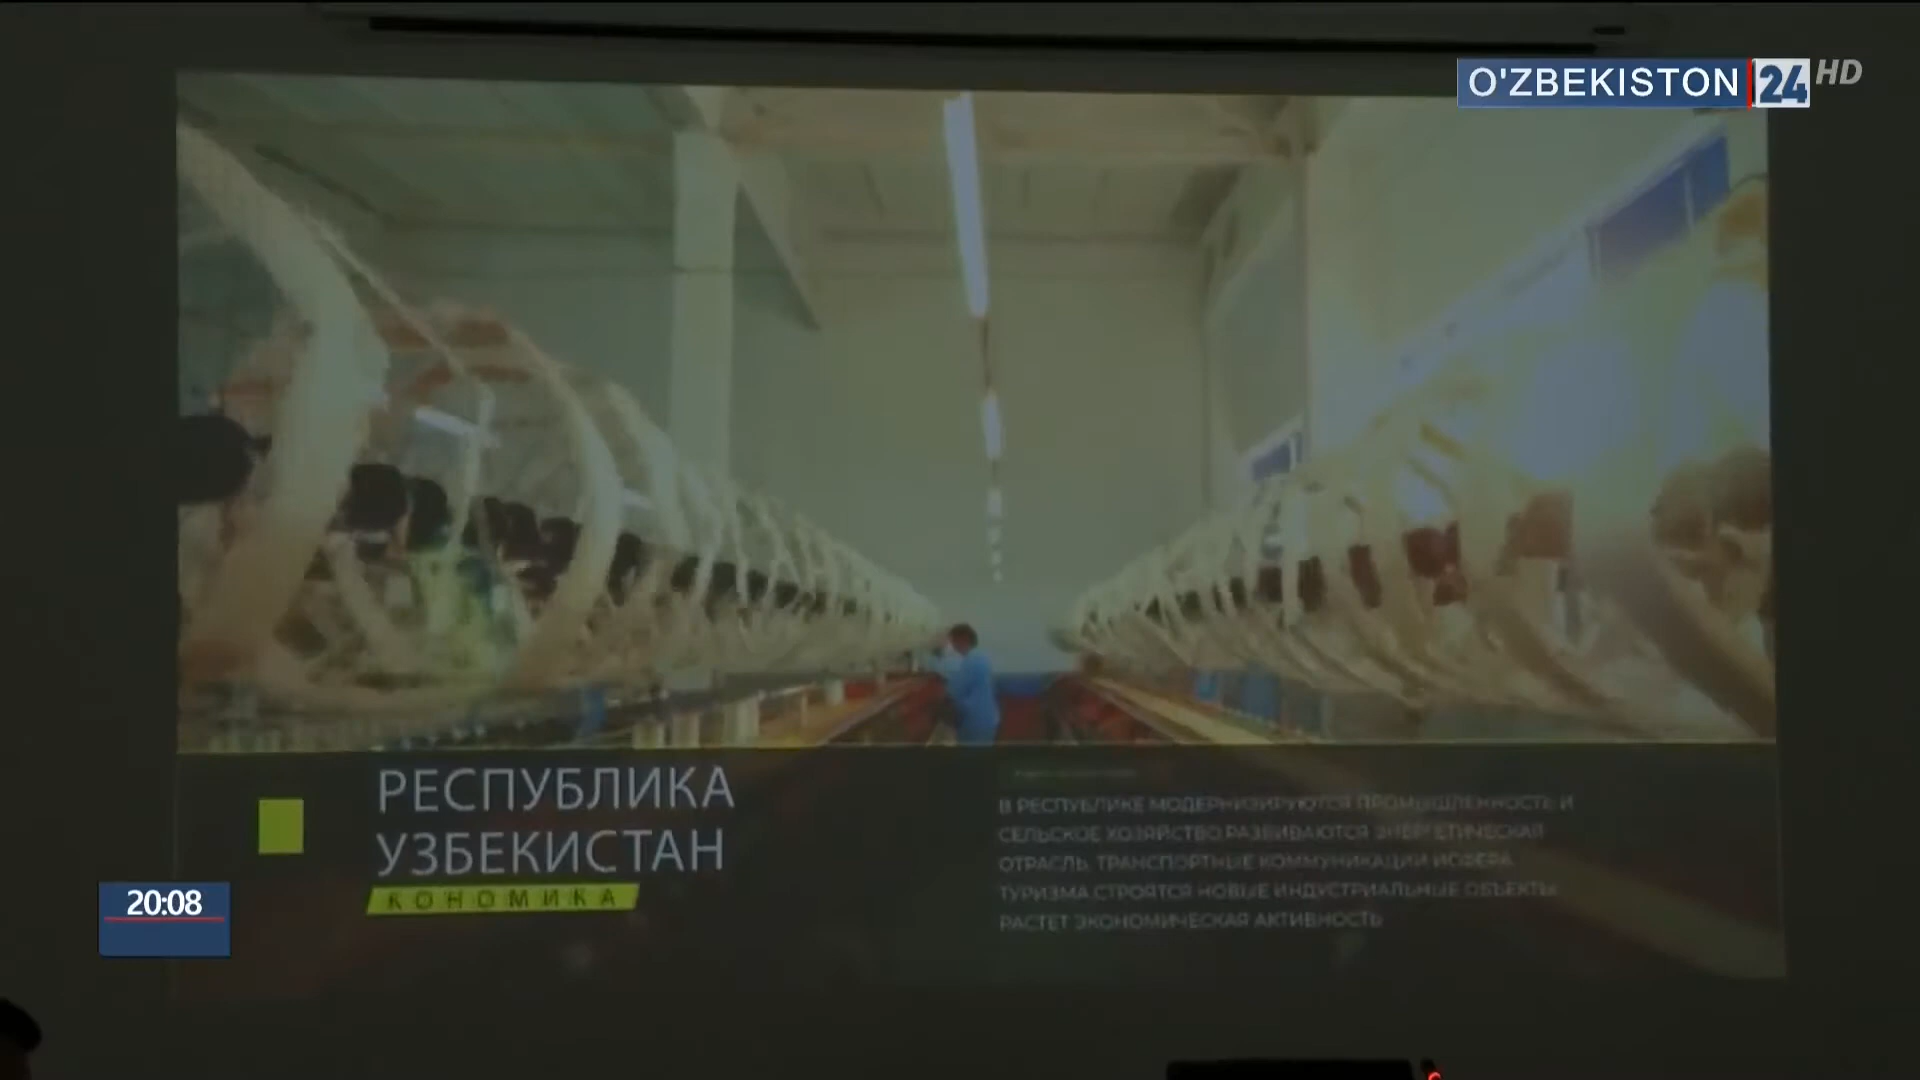 O'ZBEKISTON 24 HD
РЕСПУБЛИКА
УЗБЕКИСТАН
КОНОМИКА
В РЕСПУБЛИКЕ МОДЕРНИЗИРУЮТСЯ ПРОМЫШЛЕННОСТЬ И
СЕЛЬСКОЕ ХОЗЯЙСТВО, РАЗВИВАЮТСЯ ЭНЕРГЕТИЧЕСКАЯ
ОТРАСЛЬ, ТРАНСПОРТНЫЕ КОММУНИКАЦИИ И СФЕРА
ТУРИЗМА. СТРОЯТСЯ НОВЫЕ ИНДУСТРИАЛЬНЫЕ ОБЪЕКТЫ,
РАСТЕТ ЭКОНОМИЧЕСКАЯ АКТИВНОСТЬ
20:08